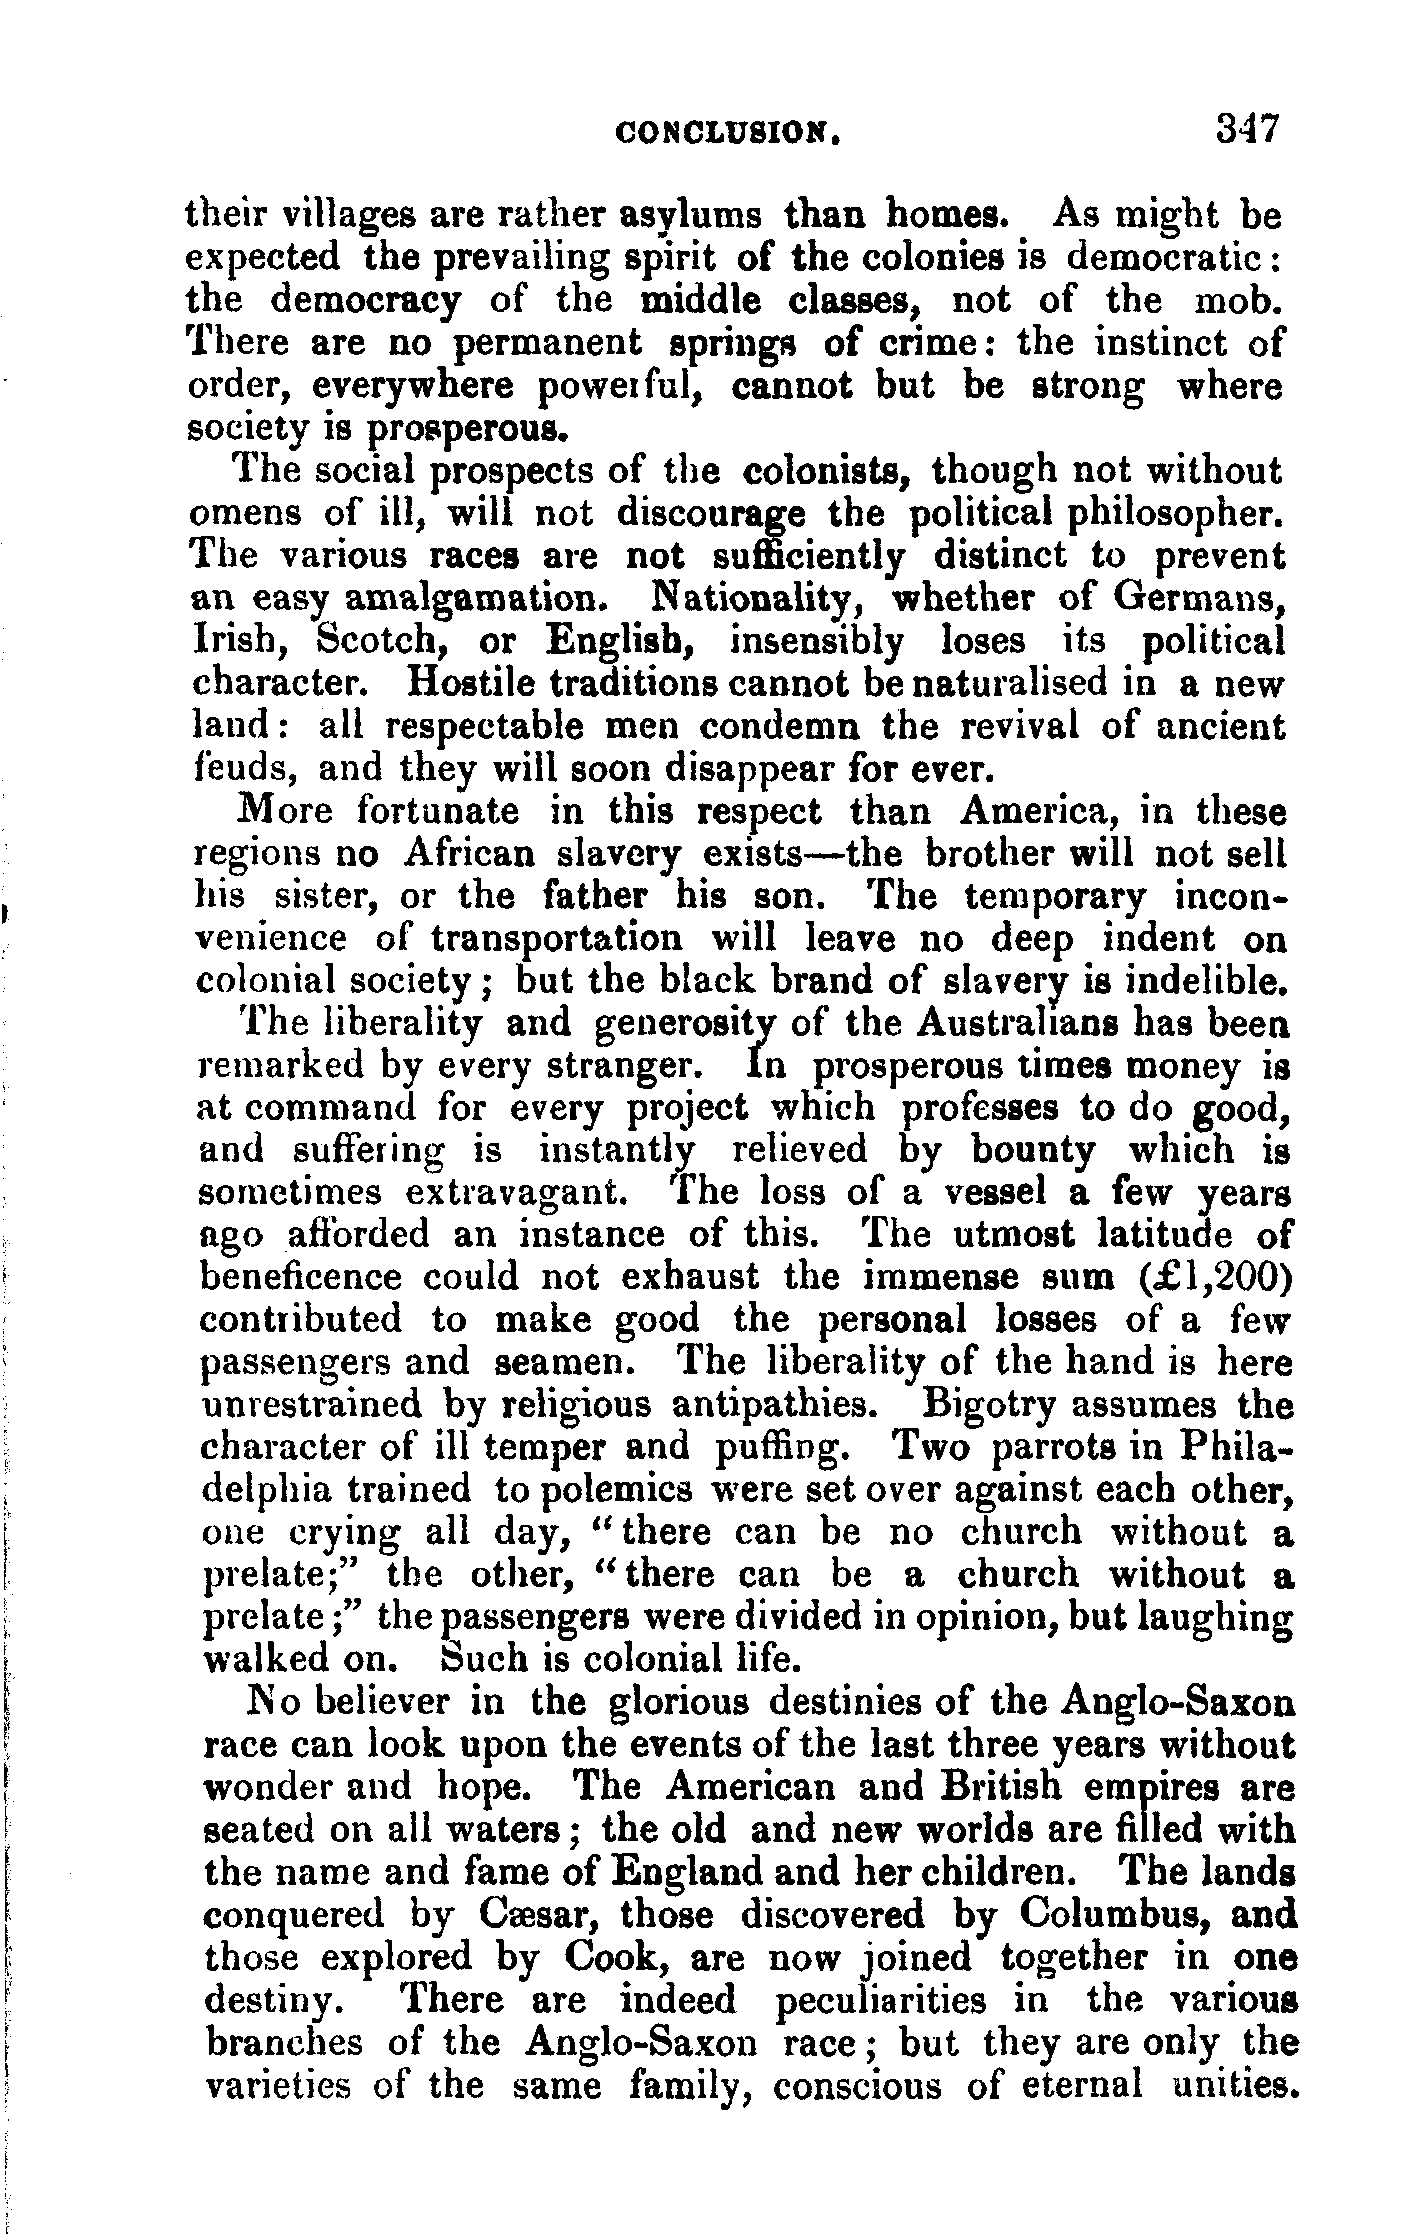 CONCLUSION. 347
their villages are rather asylums than homes. As might be
expected the prevailing spirit of the colonies is democratic:
the democracy of the middle classes, not of the mob.
There are no permanent springs of crime: the instinct of
order, everywhere powerful, cannot but be strong where
society is prosperous.
The social prospects of the colonists, though not without
omens of ill, will not discourage the political philosopher.
The various races are not sufficiently distinct to prevent
an easy amalgamation. Nationality, whether of Germans,
Irish, Scotch, or English, insensibly loses its political
character. Hostile traditions cannot be naturalised in a new
land: all respectable men condemn the revival of ancient
feuds, and they will soon disappear for ever.
More fortunate in this respect than America, in these
regions no African slavery exists—the brother will not sell
his sister, or the father his son. The temporary incon-
venience of transportation will leave no deep indent on
colonial society; but the black brand of slavery is indelible.
The liberality and generosity of the Australians has been
remarked by every stranger. In prosperous times money is
at command for every project which professes to do good,
and suffering is instantly relieved by bounty which is
sometimes extravagant. The loss of a vessel a few years
ago afforded an instance of this. The utmost latitude of
beneficence could not exhaust the immense sum (£1,200)
contributed to make good the personal losses of a few
passengers and seamen. The liberality of the hand is here
unrestrained by religious antipathies. Bigotry assumes the
character of ill temper and puffing. Two parrots in Phila-
delphia trained to polemics were set over against each other,
one crying all day, "there can be no church without a
prelate;" the other, "there can be a church without a
prelate;" the passengers were divided in opinion, but laughing
walked on. Such is colonial life.
No believer in the glorious destinies of the Anglo-Saxon
race can look upon the events of the last three years without
wonder and hope. The American and British empires are
seated on all waters; the old and new worlds are filled with
the name and fame of England and her children. The lands
conquered by Cæsar, those discovered by Columbus, and
those explored by Cook, are now joined together in one
destiny. There are indeed peculiarities in the various
branches of the Anglo-Saxon race; but they are only the
varieties of the same family, conscious of eternal unities.